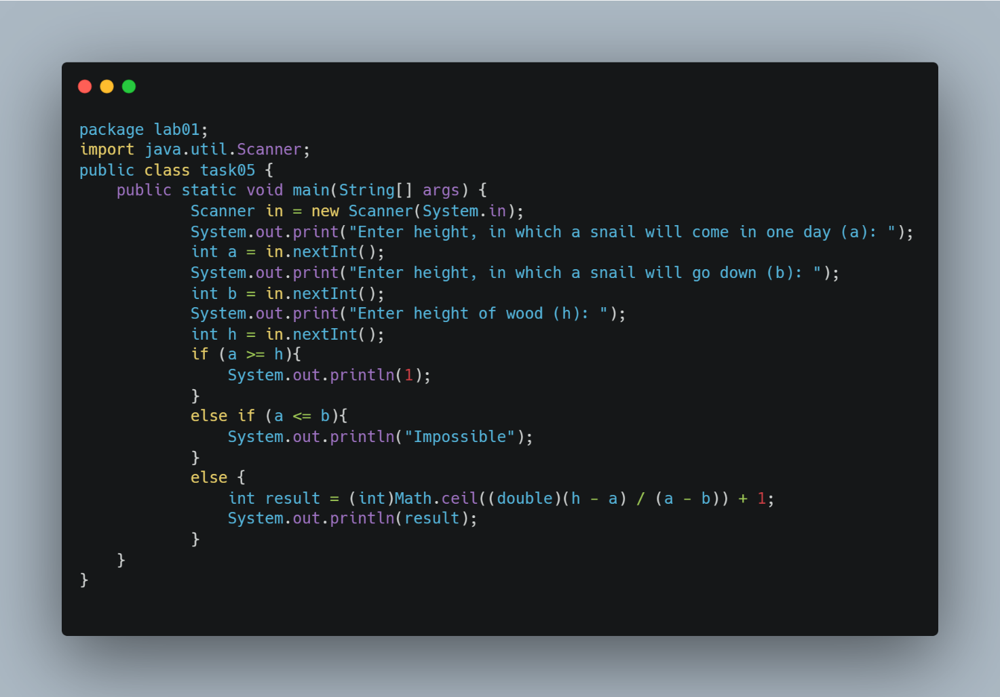 package lab01;
import java.util.Scanner;
public class task05 {
    public static void main(String[] args) {
            Scanner in = new Scanner(System.in);
            System.out.print("Enter height, in which a snail will come in one day (a): ");
            int a = in.nextInt();
            System.out.print("Enter height, in which a snail will go down (b): ");
            int b = in.nextInt();
            System.out.print("Enter height of wood (h): ");
            int h = in.nextInt();
            if (a >= h){
                System.out.println(1);
            }
            else if (a <= b){
                System.out.println("Impossible");
            }
            else {
                int result = (int)Math.ceil((double)(h - a) / (a - b)) + 1;
                System.out.println(result);
            }
    }
}